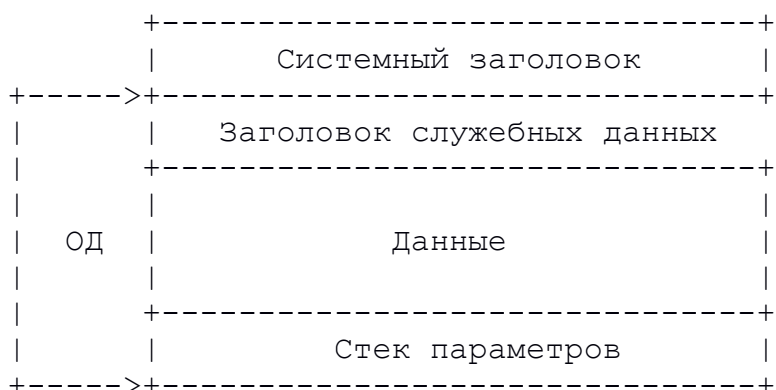 Системный заголовок
Заголовок служебных данных
ОД Данные
Стек параметров